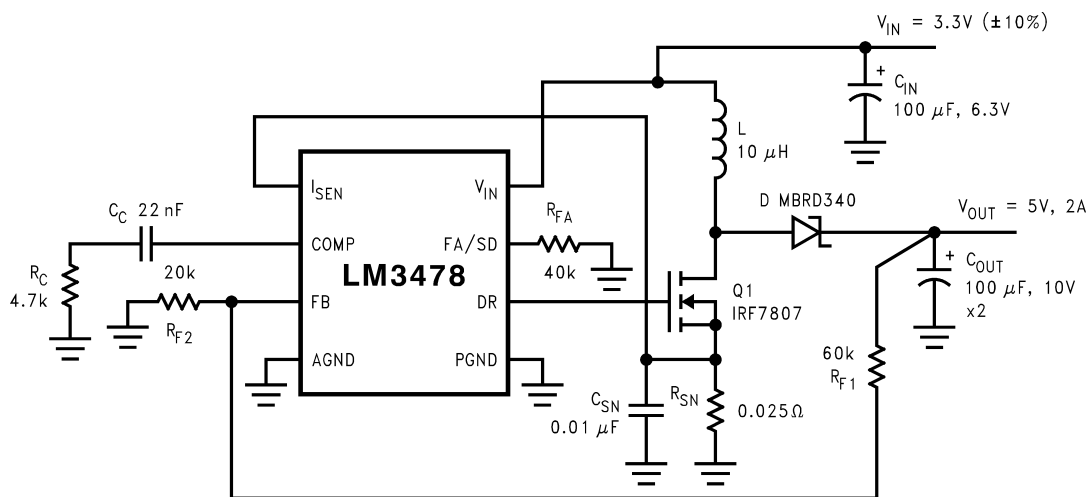 V_IN = 3.3V (±10%)
C_IN
100 µF, 6.3V
L
10 µH
D MBRD340
V_OUT = 5V, 2A
C_OUT
100 µF, 10V
x2
I_SEN
V_IN
R_FA
40k
C_C 22 nF
COMP
FA/SD
LM3478
R_C
4.7k
20k
R_F2
FB
DR
Q1
IRF7807
AGND
PGND
60k
R_F1
C_SN
0.01 µF
R_SN
0.025Ω